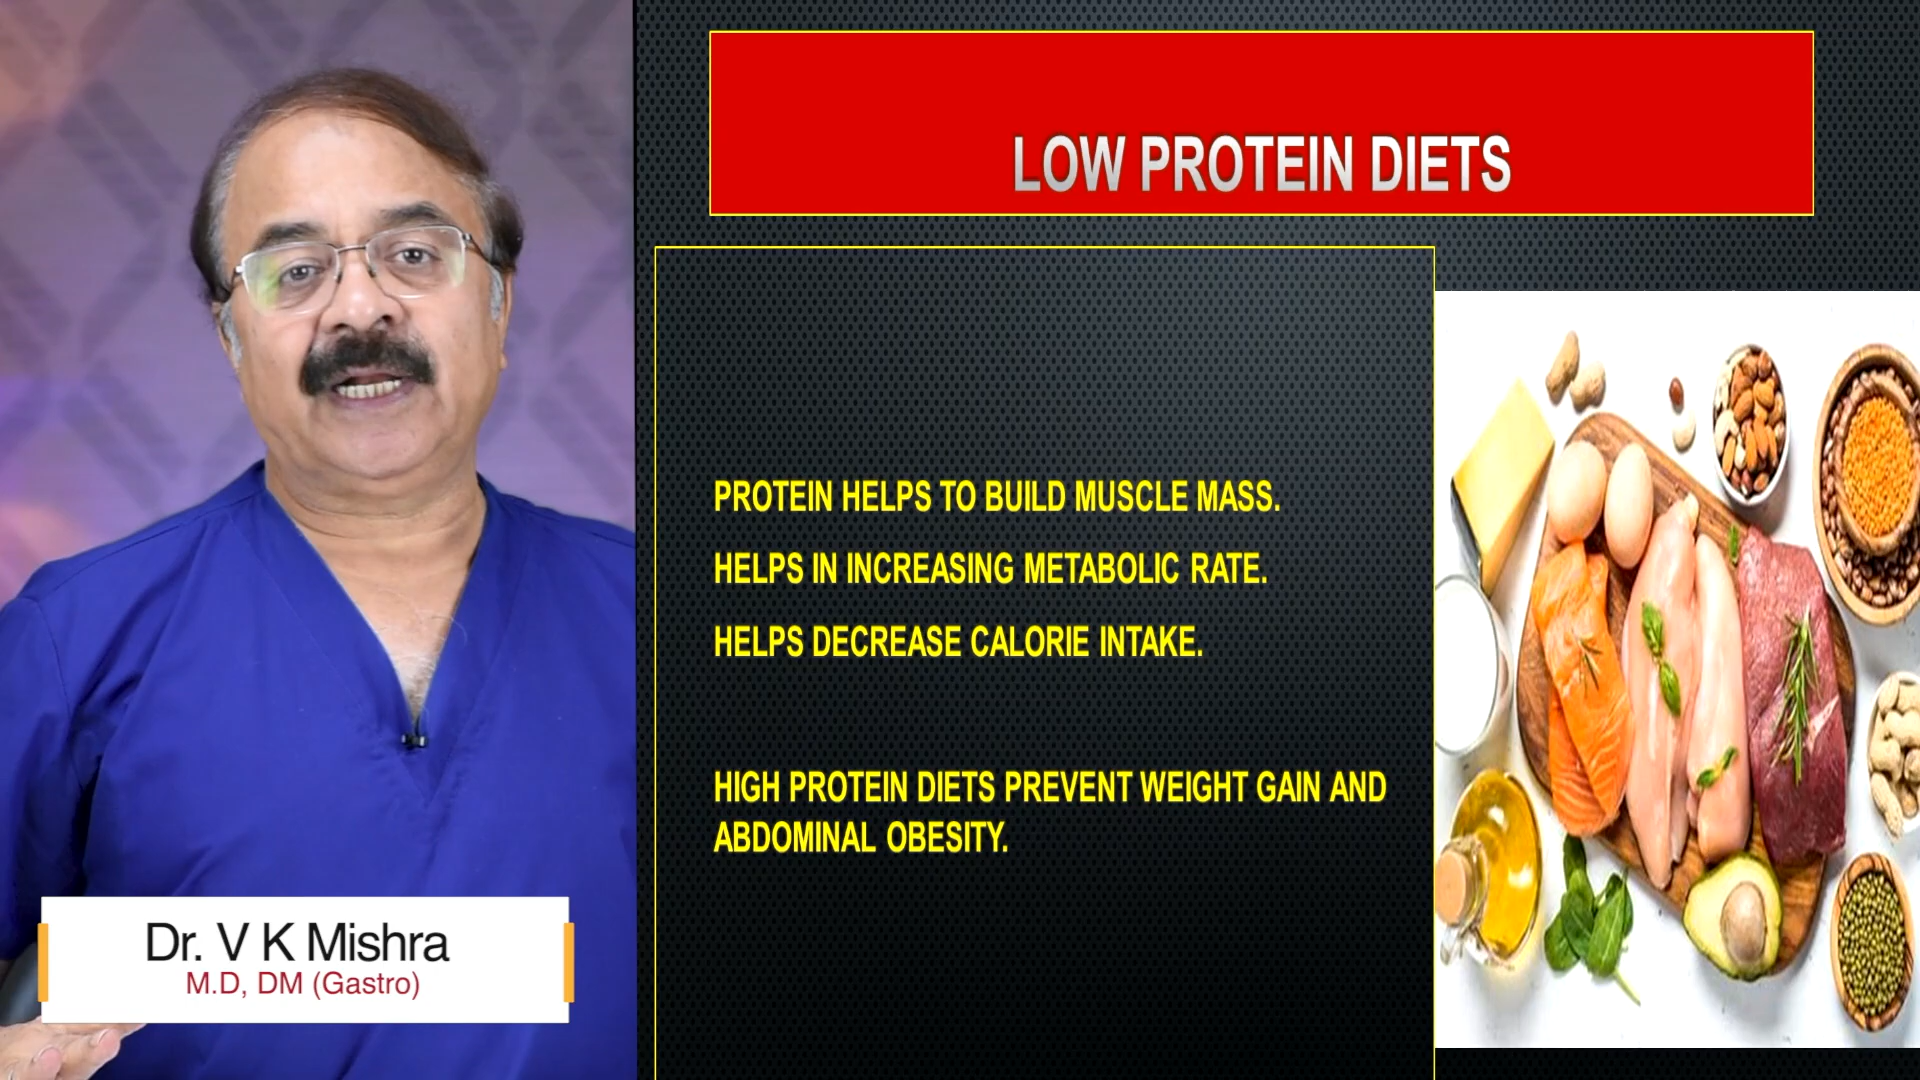 LOW PROTEIN DIETS
PROTEIN HELPS TO BUILD MUSCLE MASS.
HELPS IN INCREASING METABOLIC RATE.
HELPS DECREASE CALORIE INTAKE.
HIGH PROTEIN DIETS PREVENT WEIGHT GAIN AND
ABDOMINAL OBESITY.
Dr. V K Mishra
M.D, DM (Gastro)